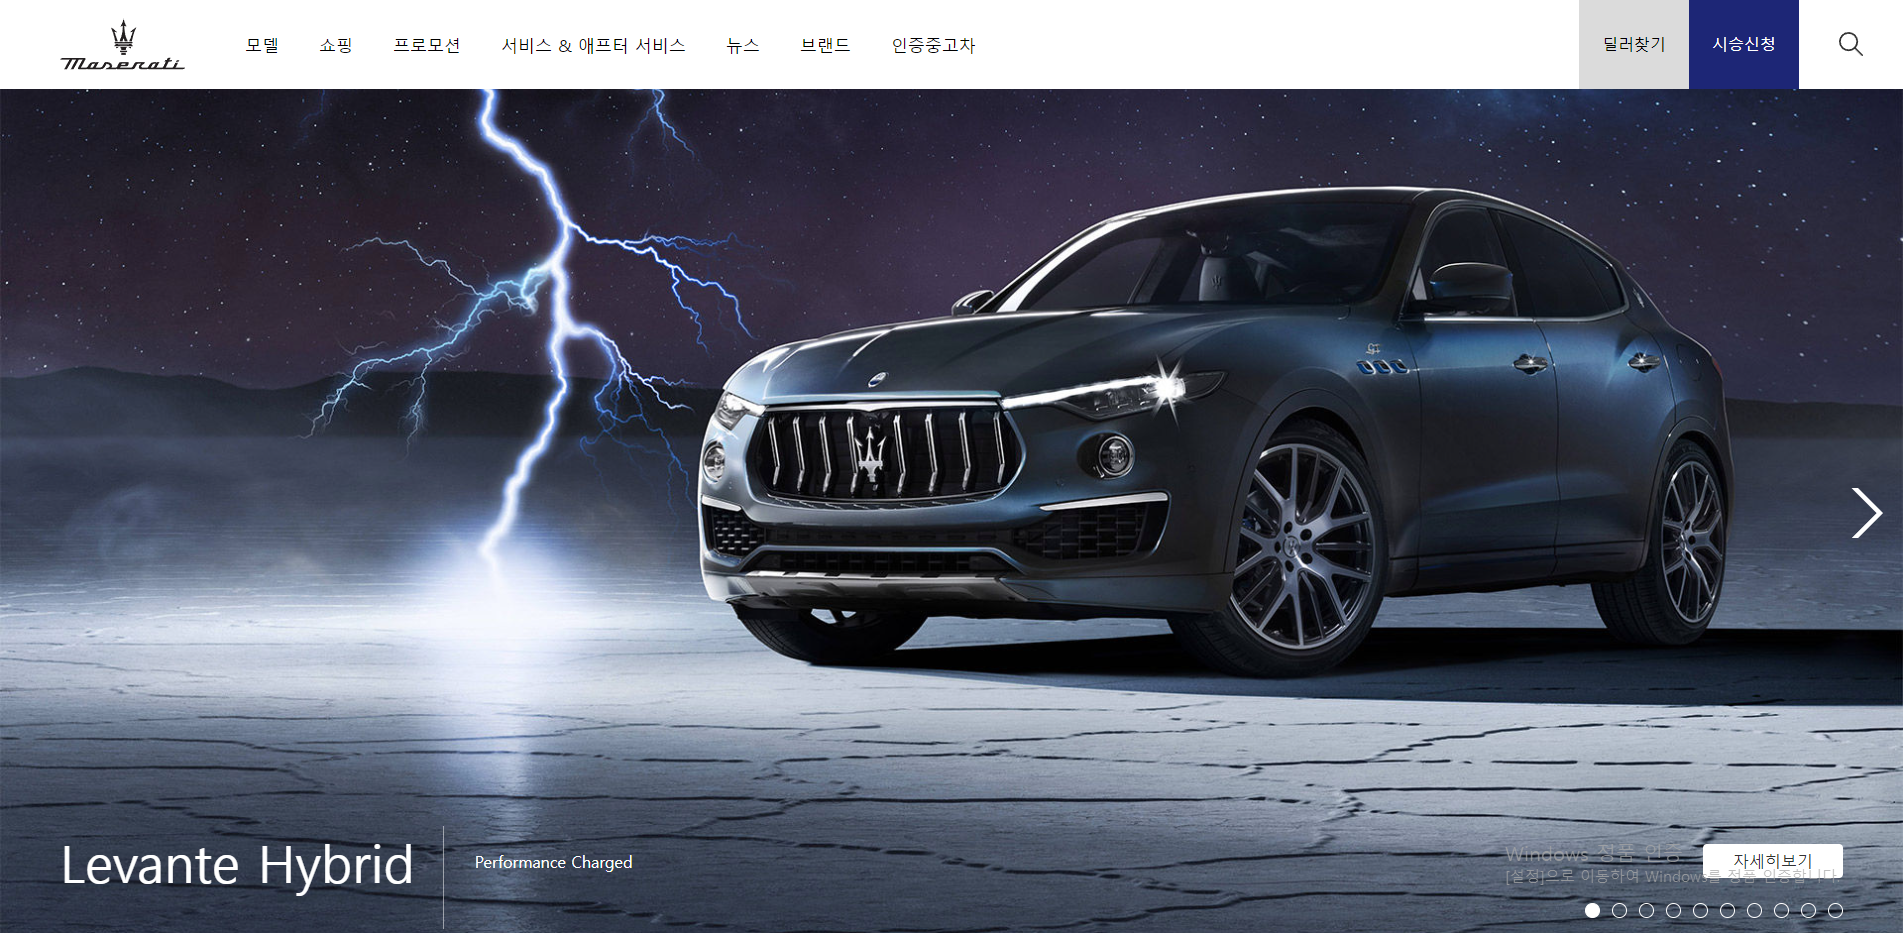 Maserati
모델
쇼핑
프로모션
서비스 & 애프터 서비스
뉴스
브랜드
인증중고차
딜러찾기
시승신청
Levante Hybrid
Performance Charged
Windows 정품 인증
[설정]으로 이동하여 Windows를 정품 인증합니다.
자세히보기